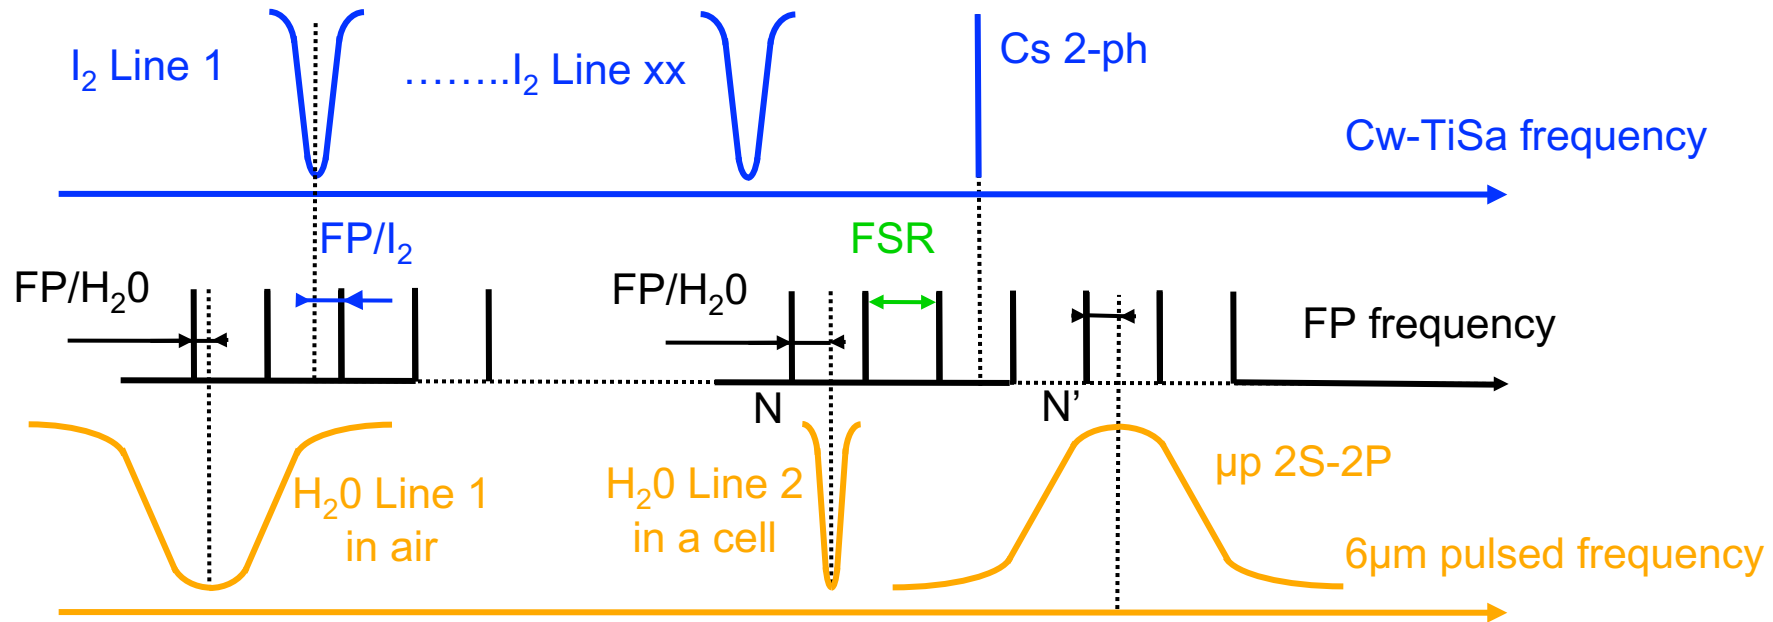 I₂ Line 1
........I₂ Line xx
Cs 2-ph
Cw-TiSa frequency
FP/I₂
FSR
FP/H₂0
FP/H₂0
FP frequency
N
N’
H₂0 Line 1
in air
H₂0 Line 2
in a cell
μp 2S-2P
6μm pulsed frequency